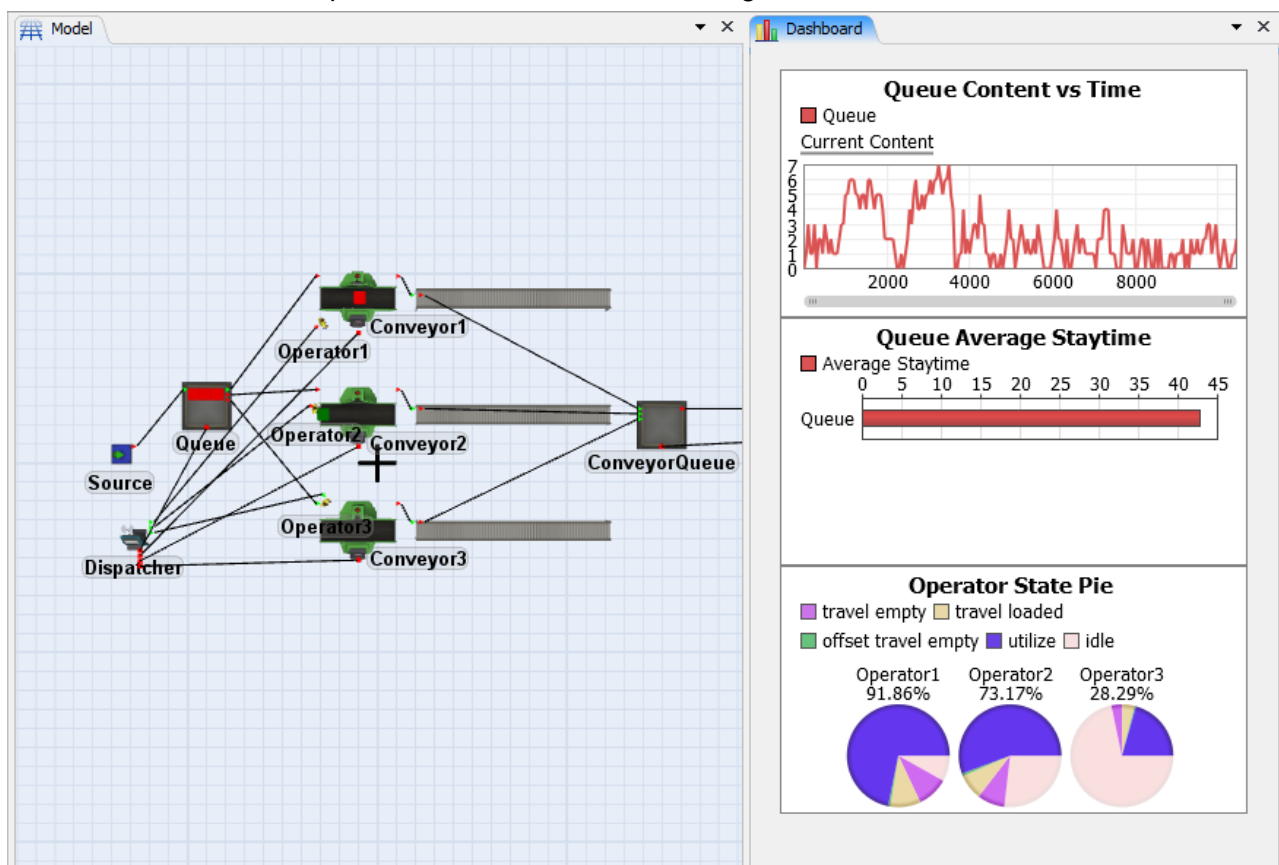 Model
Operator1
Conveyor1
Queue
Operator2
Conveyor2
Source
ConveyorQueue
Operator3
Conveyor3
Dispatcher
Dashboard
Queue Content vs Time
Queue
Current Content
7
6
5
4
3
2
1
0
2000 4000 6000 8000
Queue Average Staytime
Average Staytime
0 5 10 15 20 25 30 35 40 45
Queue
Operator State Pie
travel empty travel loaded
offset travel empty utilize idle
Operator1 Operator2 Operator3
91.86% 73.17% 28.29%